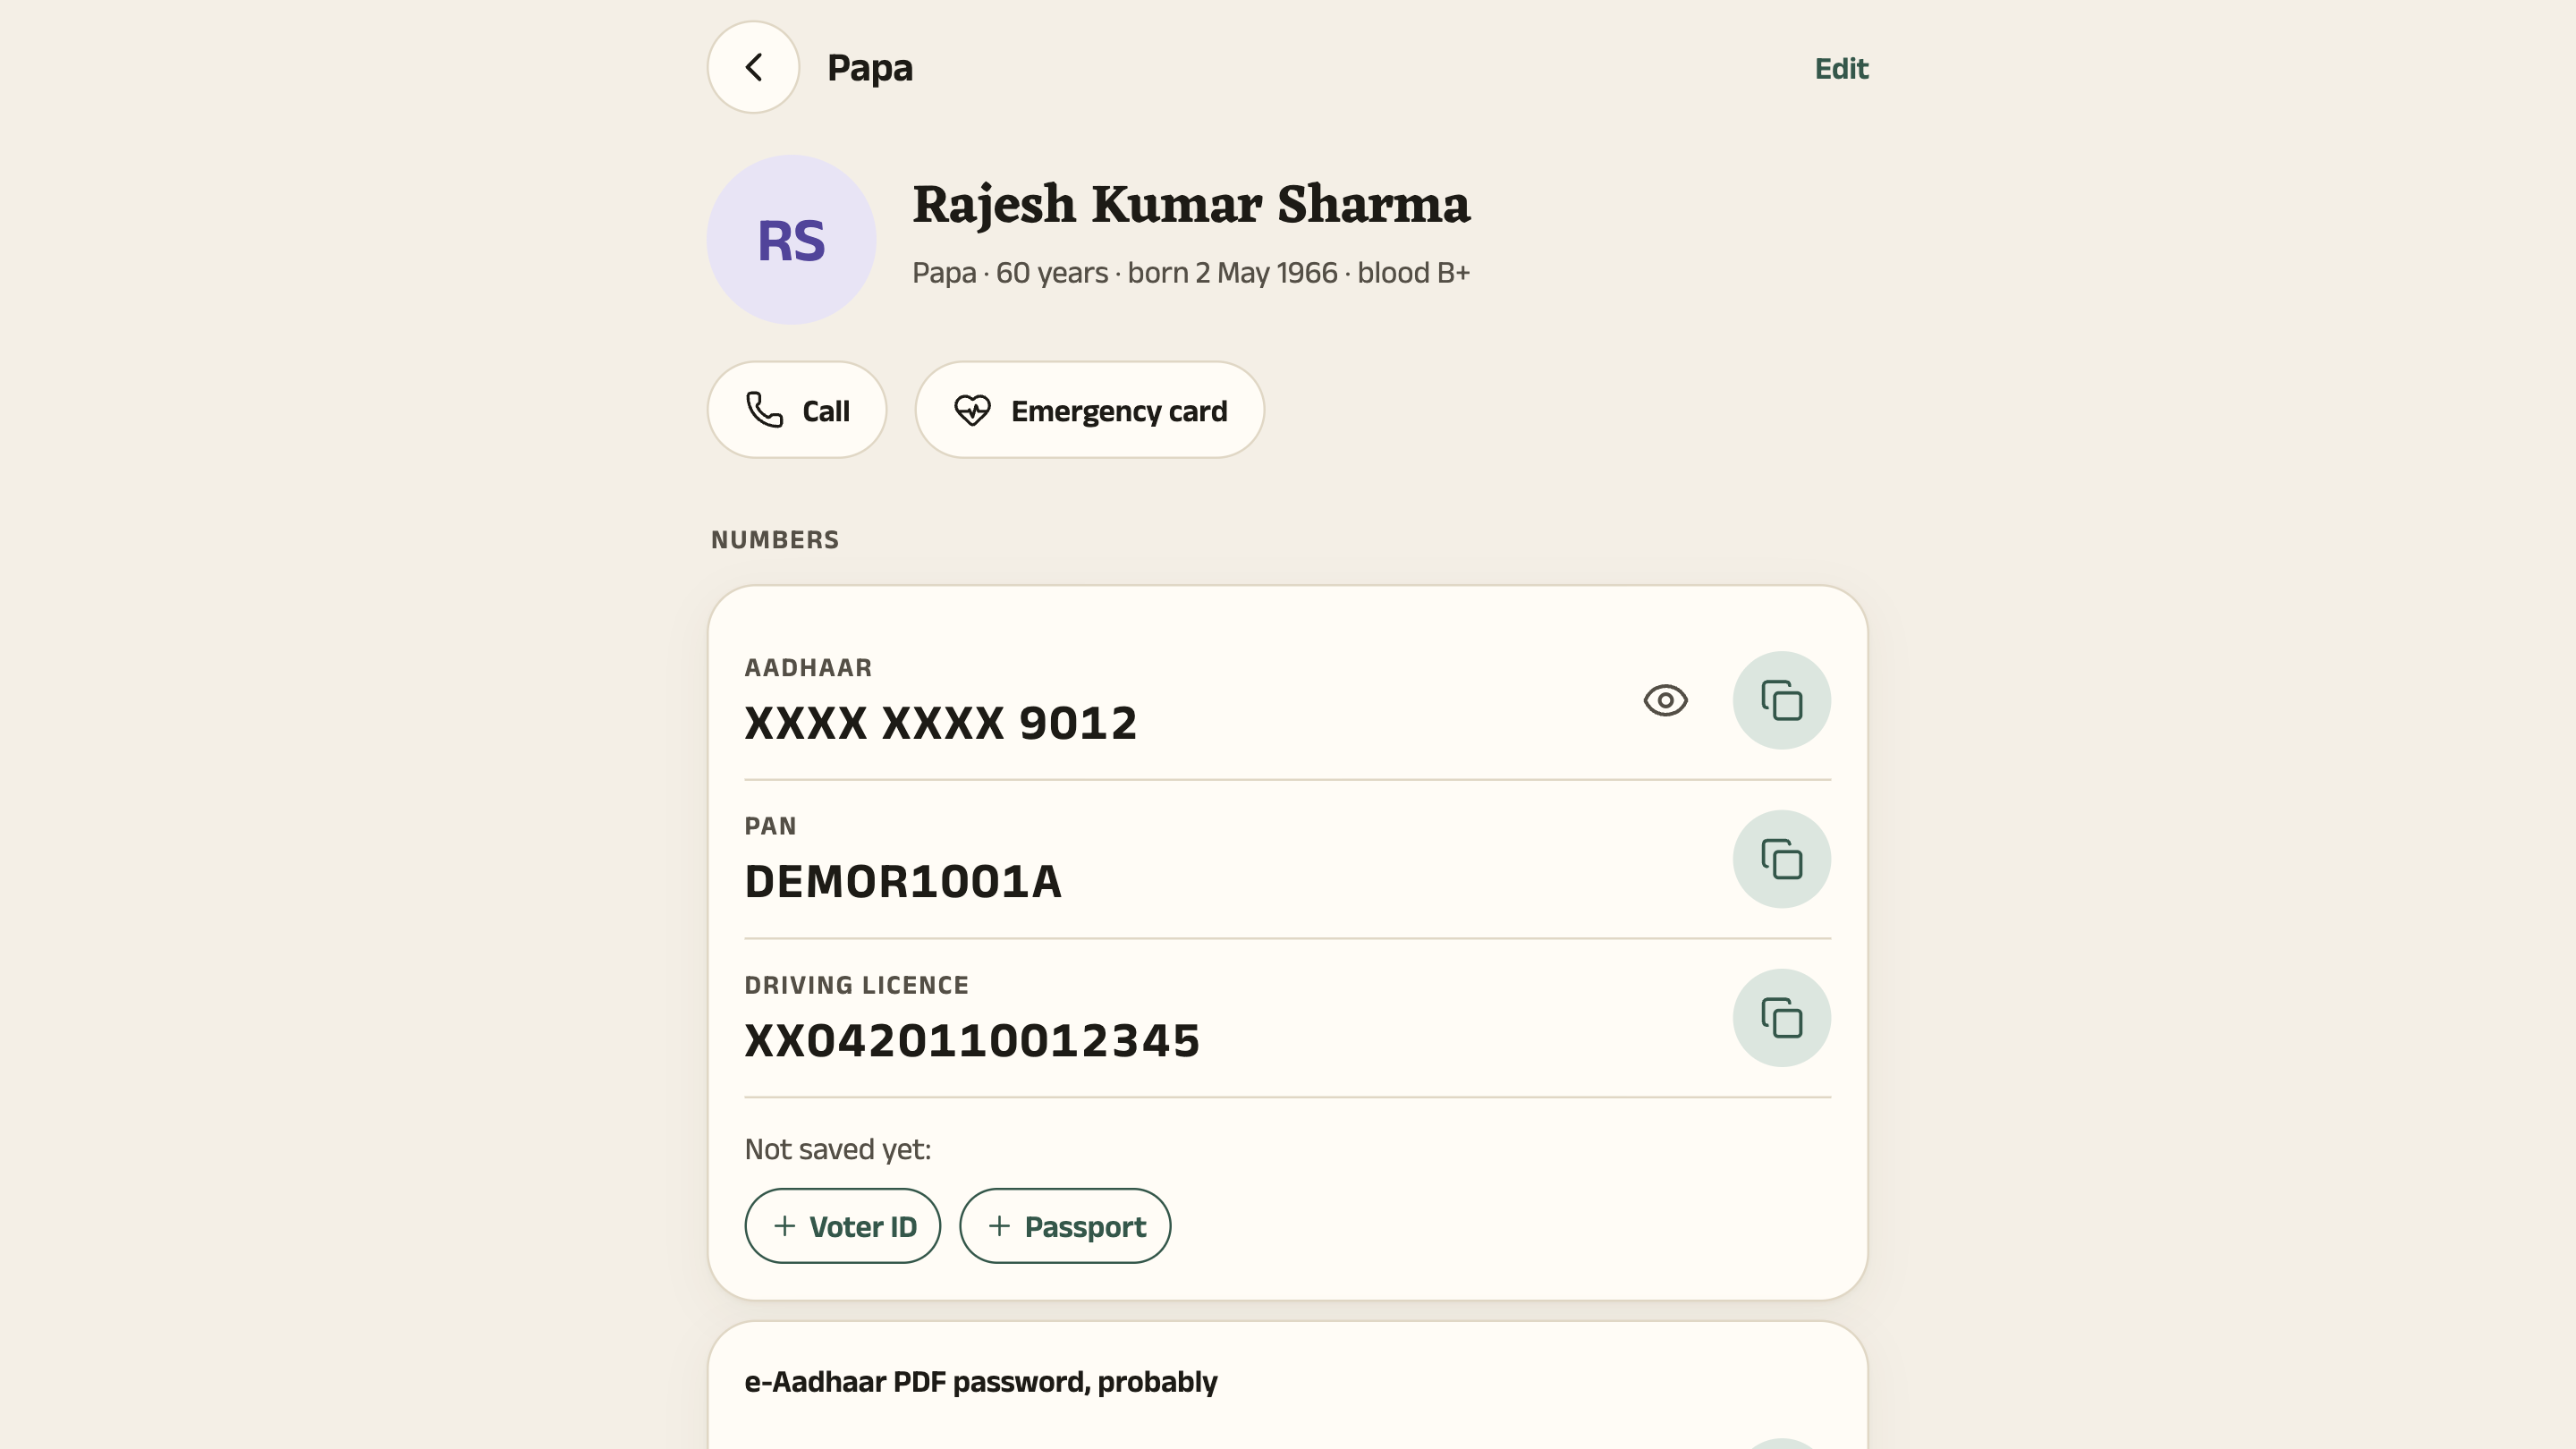 Papa
Edit
RS
Rajesh Kumar Sharma
Papa · 60 years · born 2 May 1966 · blood B+
Call
Emergency card
NUMBERS
AADHAAR
XXXX XXXX 9012
PAN
DEMOR1001A
DRIVING LICENCE
XX0420110012345
Not saved yet:
+ Voter ID
+ Passport
e-Aadhaar PDF password, probably